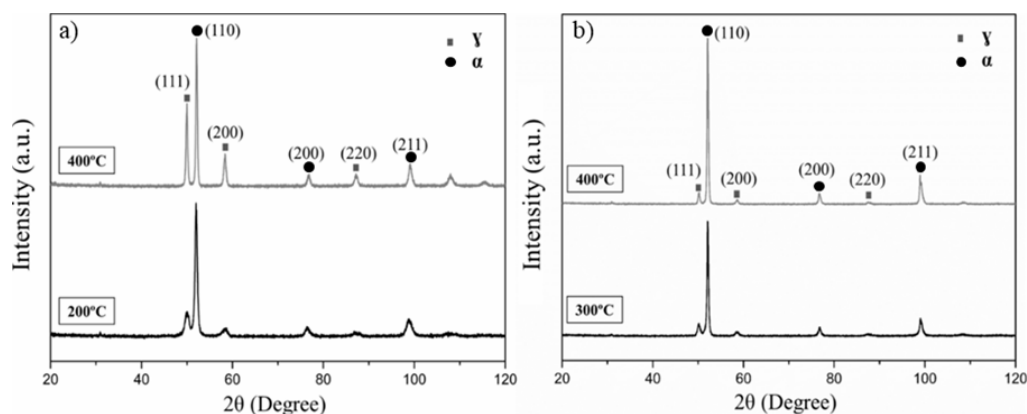 a)
(110)
ɣ
α
(111)
(200)
(200)
(220)
(211)
400ºC
200ºC
Intensity (a.u.)
20 40 60 80 100 120
2θ (Degree)
b)
(110)
ɣ
α
(111)
(200)
(200)
(220)
(211)
400ºC
300ºC
Intensity (a.u.)
20 40 60 80 100 120
2θ (Degree)